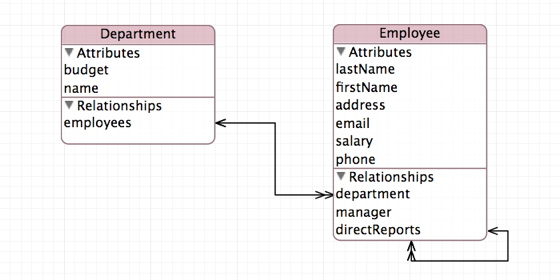 Department
Attributes
budget
name
Relationships
employees
Employee
Attributes
lastName
firstName
address
email
salary
phone
Relationships
department
manager
directReports